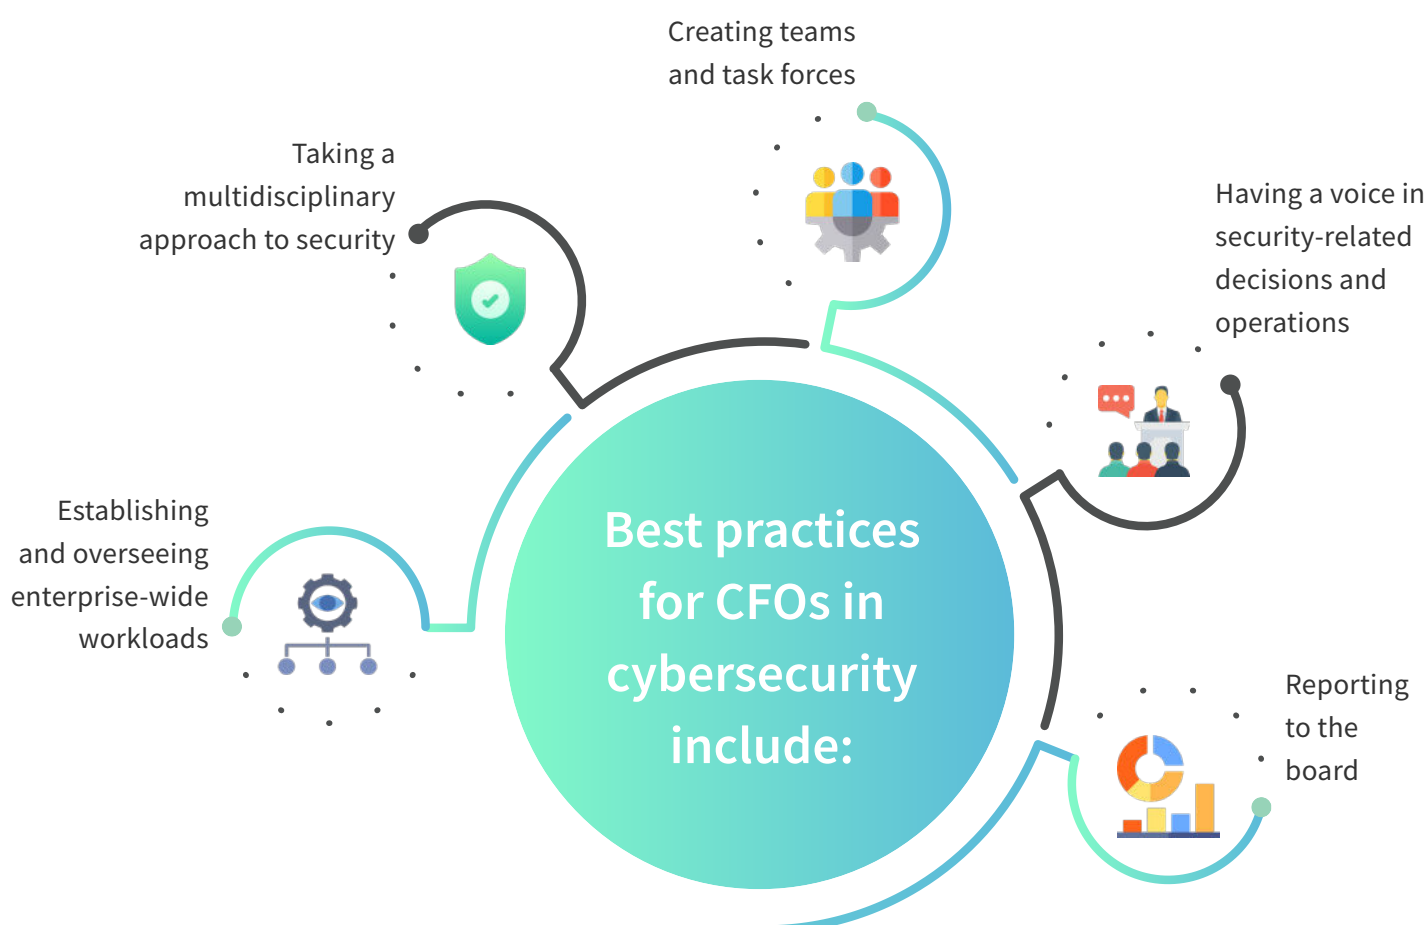 Best practices
for CFOs in
cybersecurity
include:
Establishing
and overseeing
enterprise-wide
workloads
Taking a
multidisciplinary
approach to security
Creating teams
and task forces
Having a voice in
security-related
decisions and
operations
Reporting
to the
board